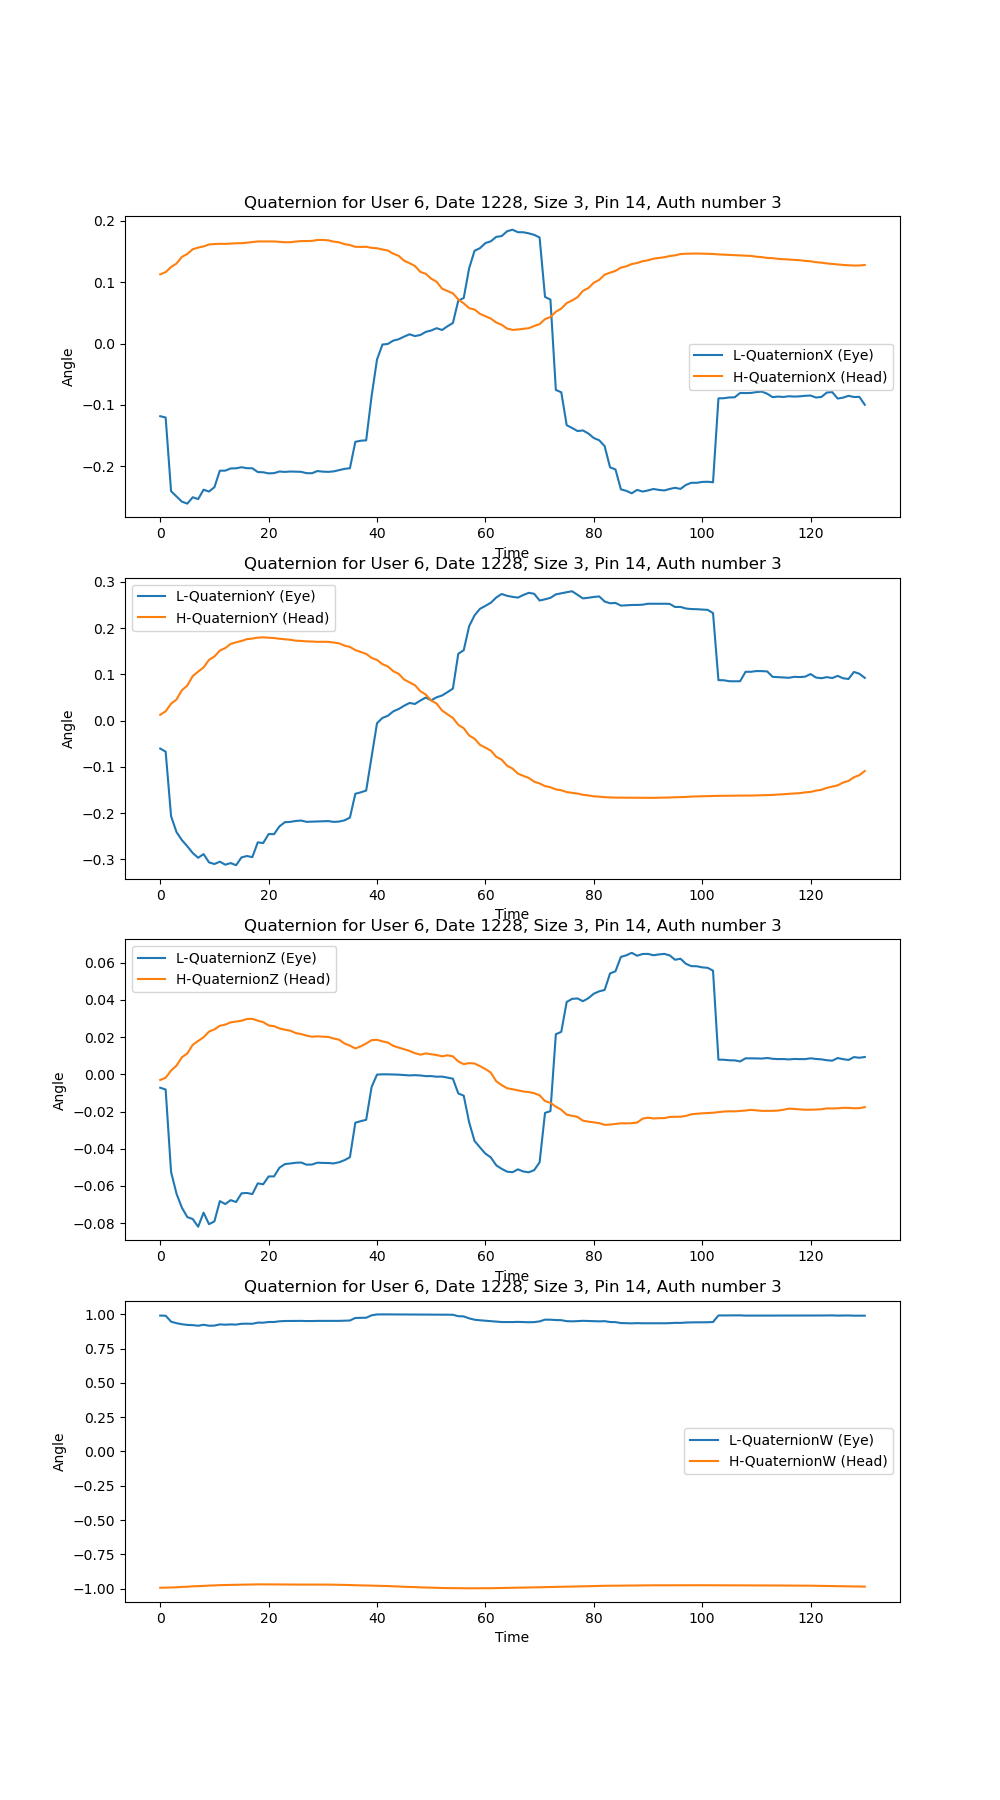 Quaternion for User 6, Date 1228, Size 3, Pin 14, Auth number 3
0.2
0.1
0.0
−0.1
−0.2
Angle
L-QuaternionX (Eye)
H-QuaternionX (Head)
0 20 40 60 80 100 120
Time
Quaternion for User 6, Date 1228, Size 3, Pin 14, Auth number 3
0.3
0.2
0.1
0.0
−0.1
−0.2
−0.3
Angle
L-QuaternionY (Eye)
H-QuaternionY (Head)
0 20 40 60 80 100 120
Time
Quaternion for User 6, Date 1228, Size 3, Pin 14, Auth number 3
0.06
0.04
0.02
0.00
−0.02
−0.04
−0.06
−0.08
Angle
L-QuaternionZ (Eye)
H-QuaternionZ (Head)
0 20 40 60 80 100 120
Time
Quaternion for User 6, Date 1228, Size 3, Pin 14, Auth number 3
1.00
0.75
0.50
0.25
0.00
−0.25
−0.50
−0.75
−1.00
Angle
L-QuaternionW (Eye)
H-QuaternionW (Head)
0 20 40 60 80 100 120
Time